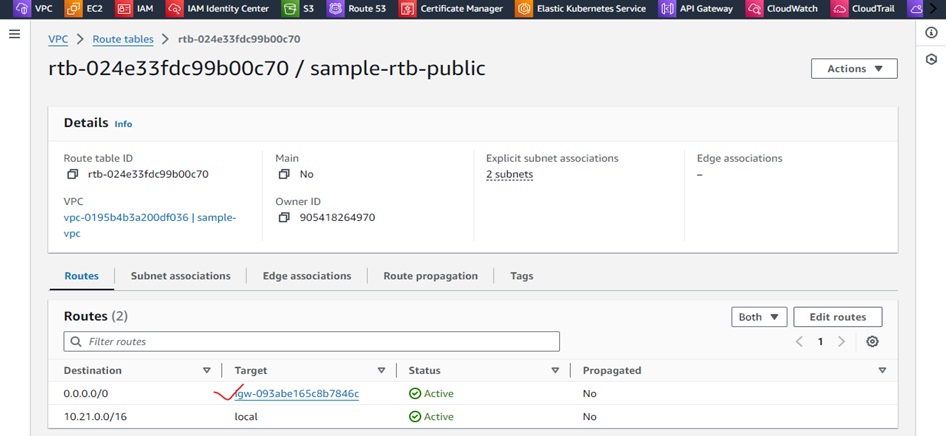 VPC EC2 IAM IAM Identity Center S3 Route 53 Certificate Manager Elastic Kubernetes Service API Gateway CloudWatch CloudTrail
VPC > Route tables > rtb-024e33fdc99b00c70
rtb-024e33fdc99b00c70 / sample-rtb-public
Actions
Details Info
Route table ID
rtb-024e33fdc99b00c70
Main
No
Explicit subnet associations
2 subnets
Edge associations
–
VPC
vpc-0195b4b3a200df036 | sample-
vpc
Owner ID
905418264970
Routes Subnet associations Edge associations Route propagation Tags
Routes (2)
Both Edit routes
Filter routes
1
Destination Target Status Propagated
0.0.0.0/0 igw-093abe165c8b7846c Active No
10.21.0.0/16 local Active No